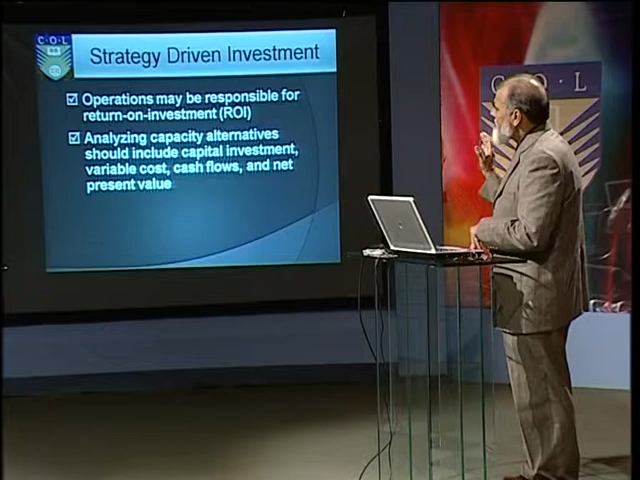 C·O·L
Strategy Driven Investment
Operations may be responsible for
return-on-investment (ROI)
Analyzing capacity alternatives
should include capital investment,
variable cost, cash flows, and net
present value
C·O·L